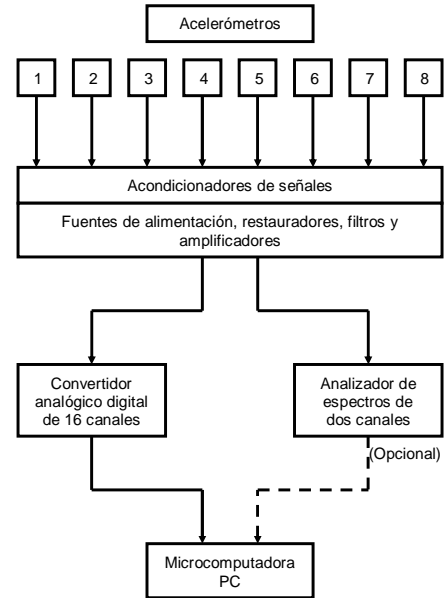 Acelerómetros
1 2 3 4 5 6 7 8
Acondicionadores de señales
Fuentes de alimentación, restauradores, filtros y
amplificadores
Convertidor
analógico digital
de 16 canales
Analizador de
espectros de
dos canales
(Opcional)
Microcomputadora
PC